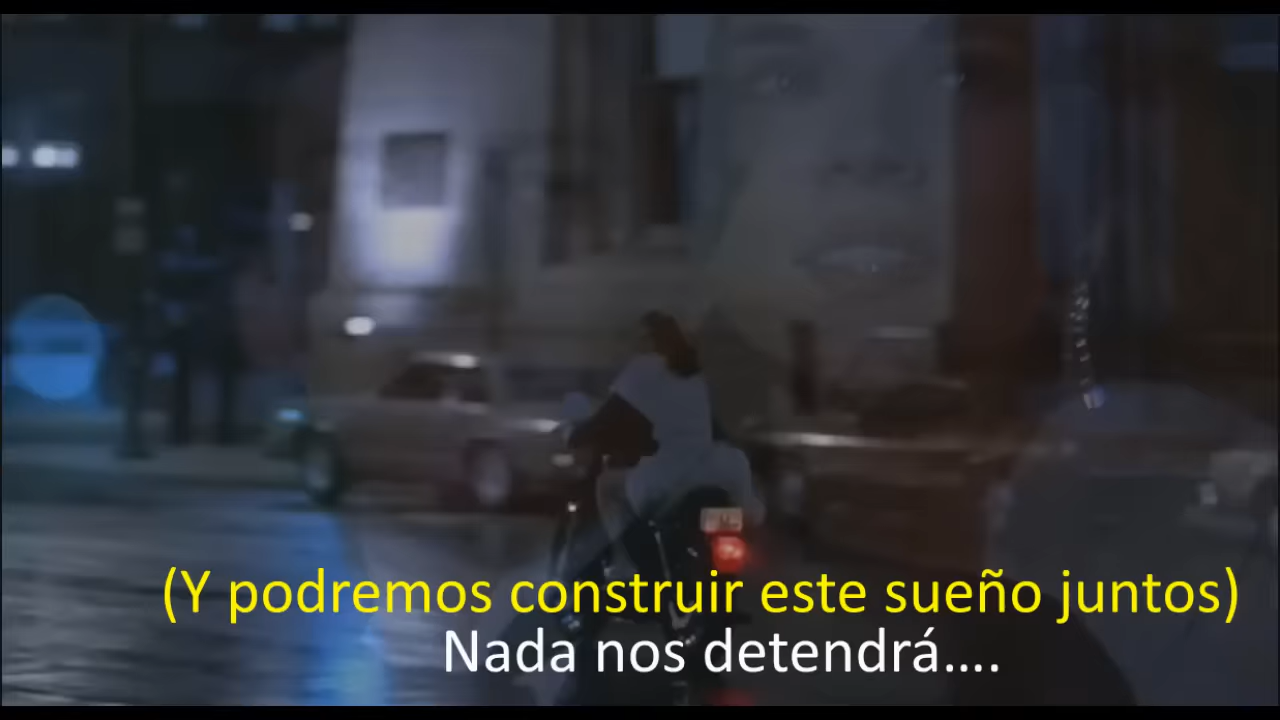 (Y podremos construir este sueño juntos)
Nada nos detendrá....